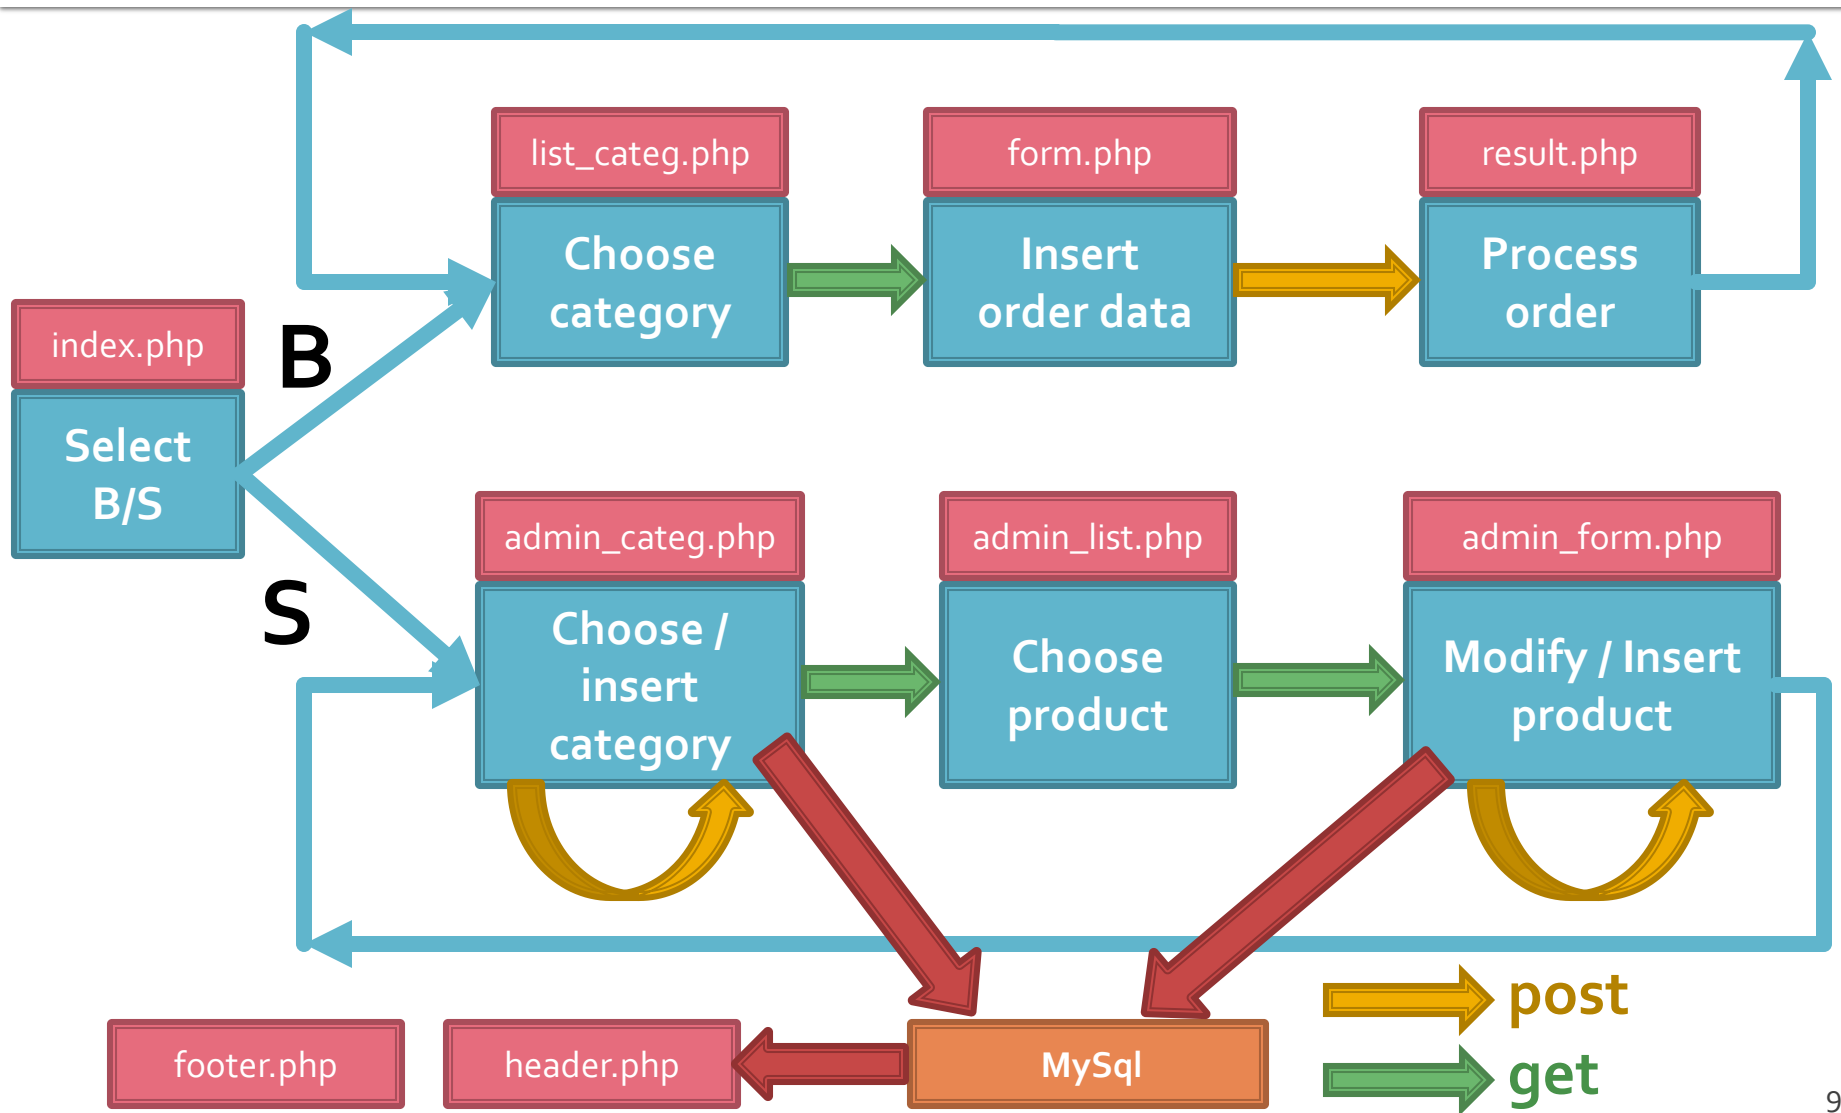 list_categ.php
form.php
result.php
Choose
category
Insert
order data
Process
order
index.php
B
Select
B/S
S
admin_categ.php
admin_list.php
admin_form.php
Choose /
insert
category
Choose
product
Modify / Insert
product
post
footer.php
header.php
MySql
get
9